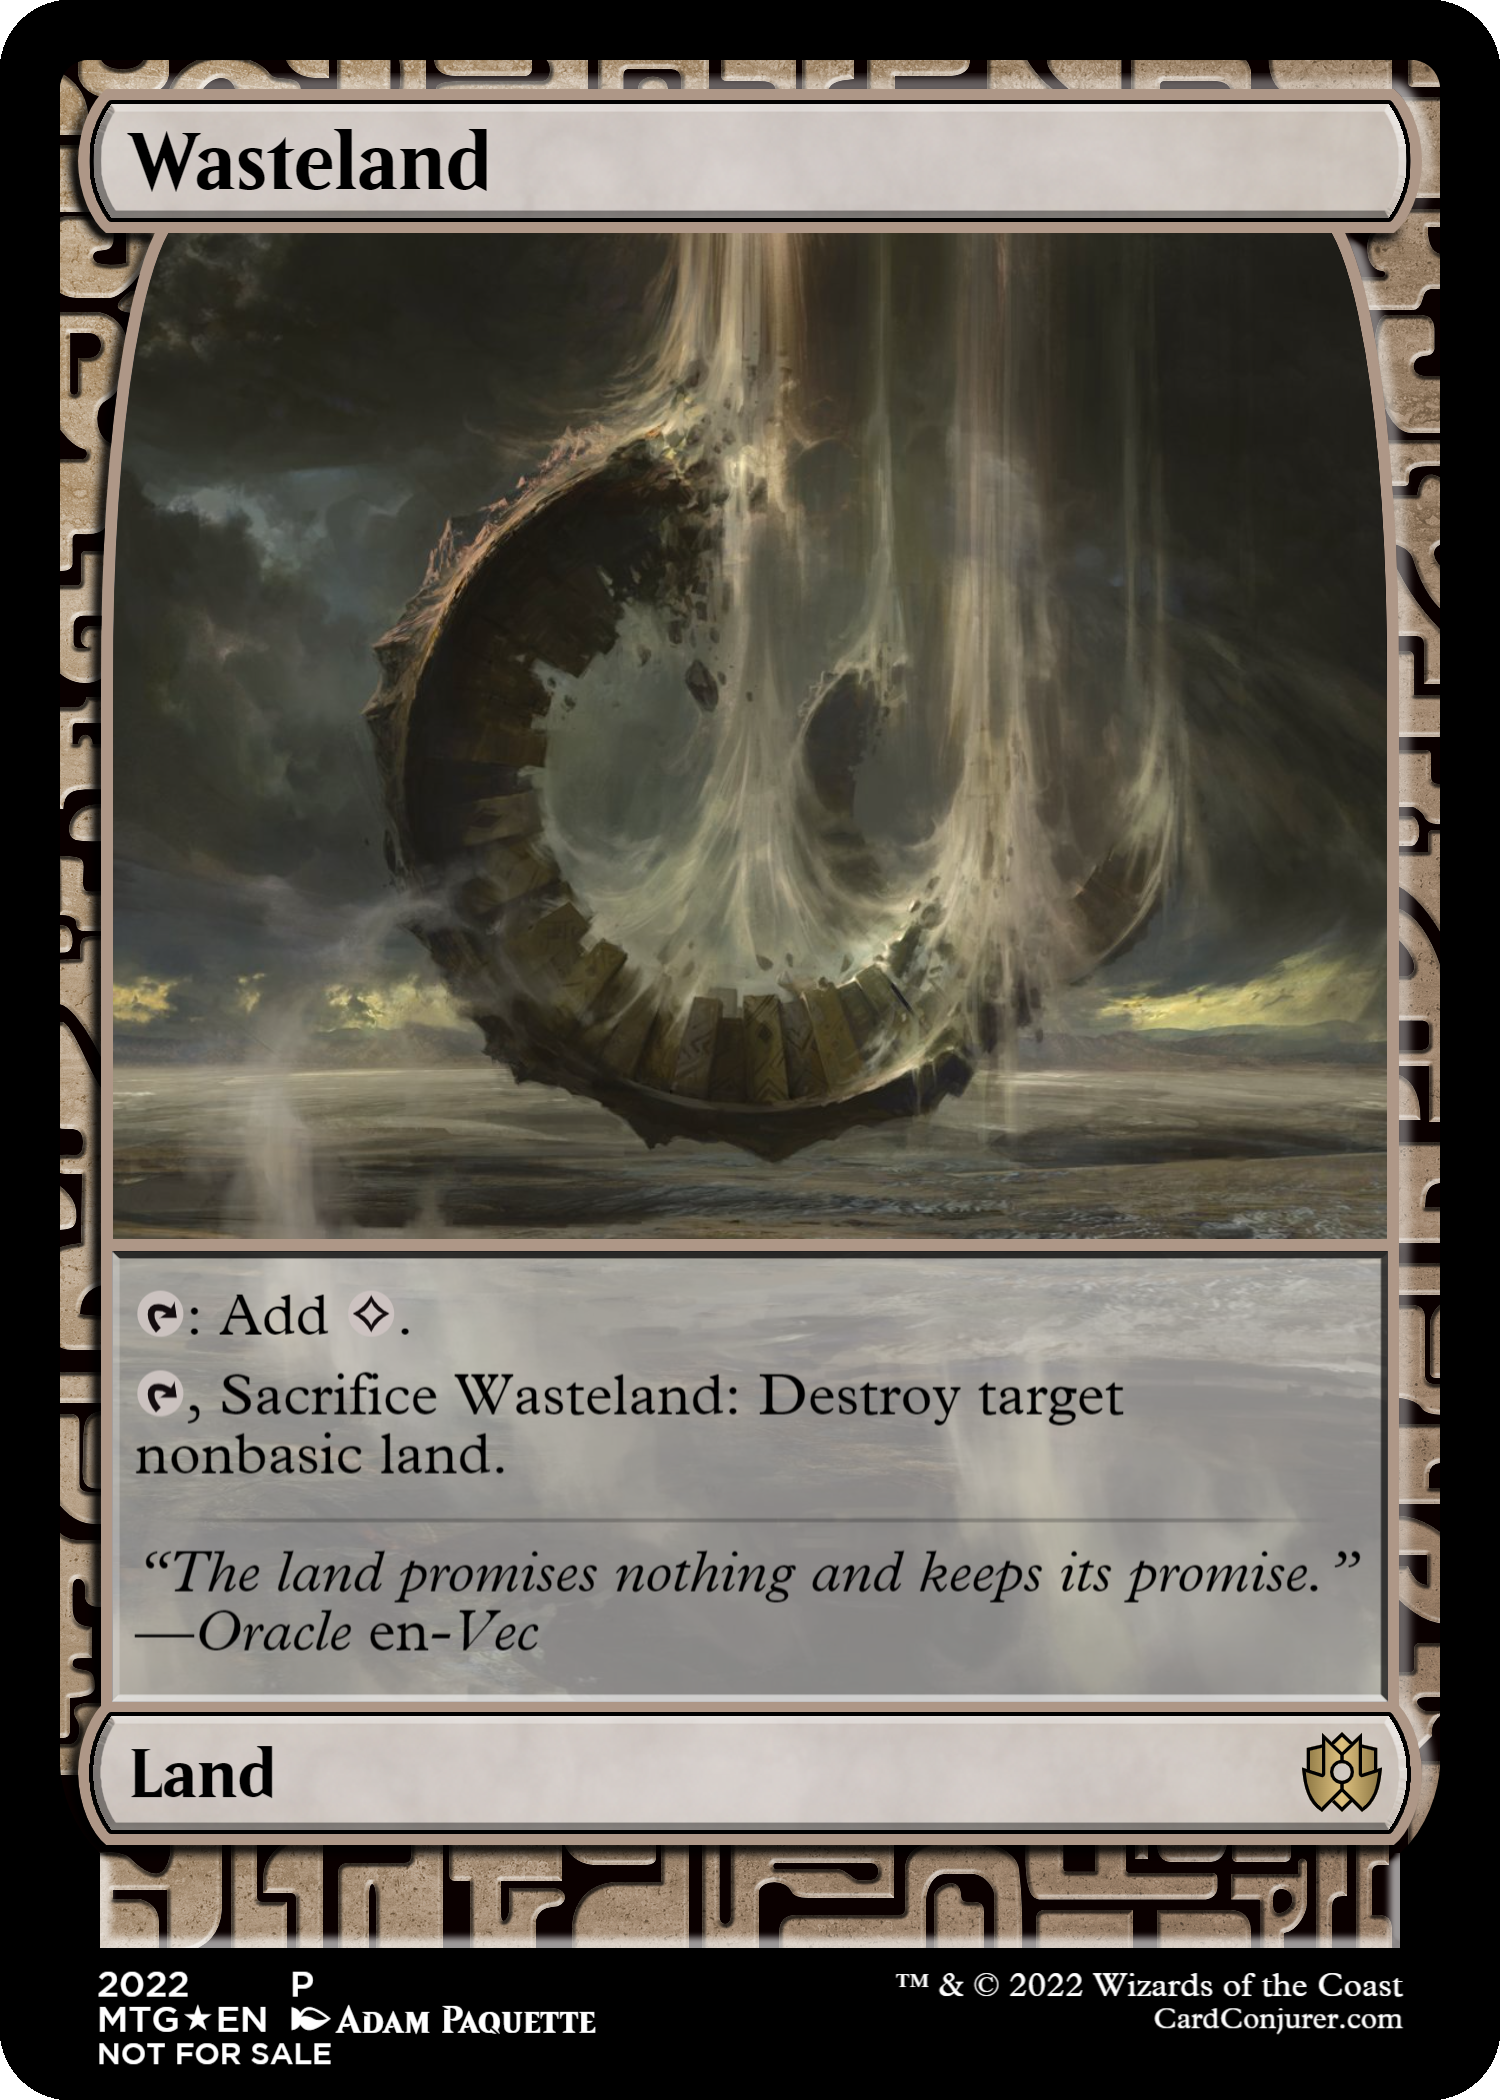 Wasteland
: Add .
, Sacrifice Wasteland: Destroy target
nonbasic land.
“The land promises nothing and keeps its promise.”
—Oracle en-Vec
Land
2022 P
MTG★EN ADAM PAQUETTE
NOT FOR SALE
™ & © 2022 Wizards of the Coast
CardConjurer.com